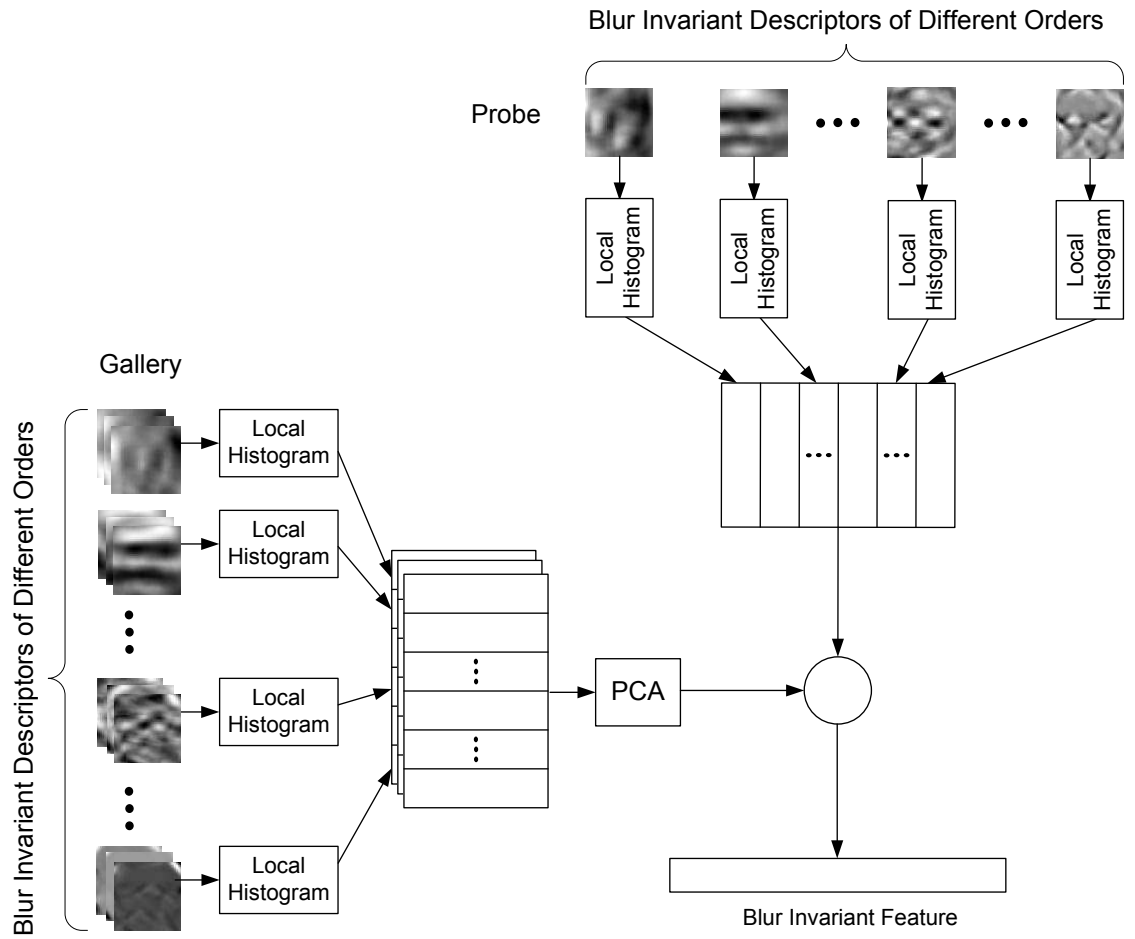 Blur Invariant Descriptors of Different Orders
Probe
Local
Histogram
Local
Histogram
Local
Histogram
Local
Histogram
Gallery
Blur Invariant Descriptors of Different Orders
Local
Histogram
Local
Histogram
Local
Histogram
Local
Histogram
PCA
Blur Invariant Feature